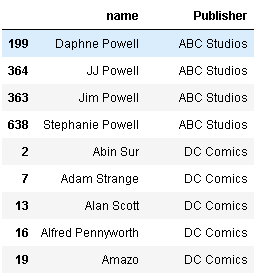 name Publisher
199 Daphne Powell ABC Studios
364 JJ Powell ABC Studios
363 Jim Powell ABC Studios
638 Stephanie Powell ABC Studios
2 Abin Sur DC Comics
7 Adam Strange DC Comics
13 Alan Scott DC Comics
16 Alfred Pennyworth DC Comics
19 Amazo DC Comics